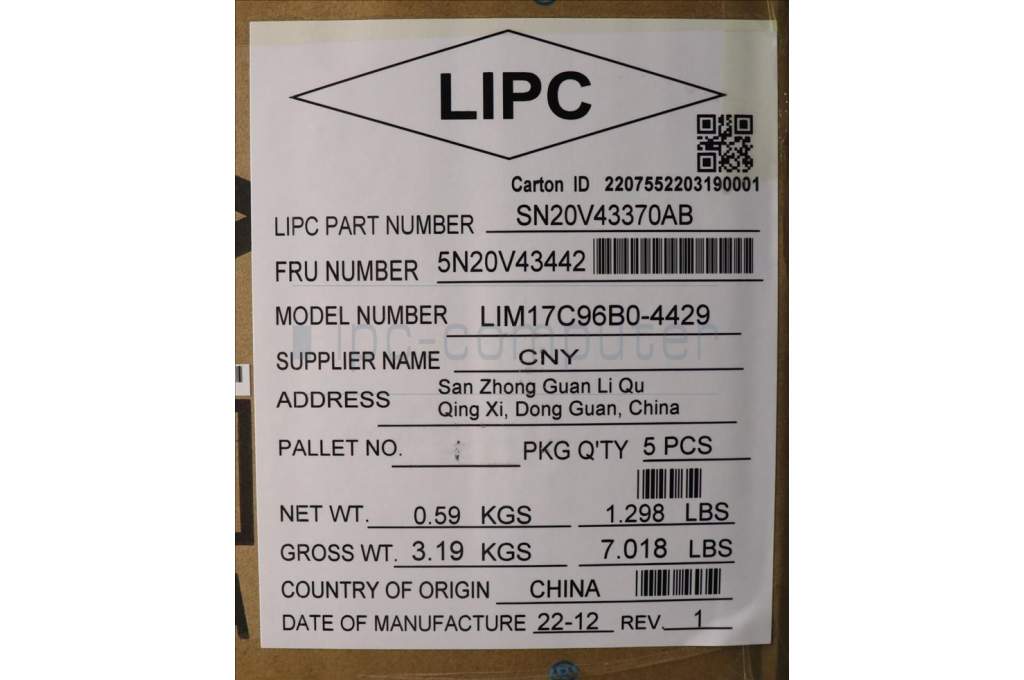 LIPC
Carton ID 2207552203190001
LIPC PART NUMBER SN20V43370AB
FRU NUMBER 5N20V43442
MODEL NUMBER LIM17C96B0-4429
ipc-computer
SUPPLIER NAME CNY
ADDRESS San Zhong Guan Li Qu
Qing Xi, Dong Guan, China
PALLET NO. PKG Q'TY 5 PCS
NET WT. 0.59 KGS 1.298 LBS
GROSS WT. 3.19 KGS 7.018 LBS
COUNTRY OF ORIGIN CHINA
DATE OF MANUFACTURE 22-12 REV. 1